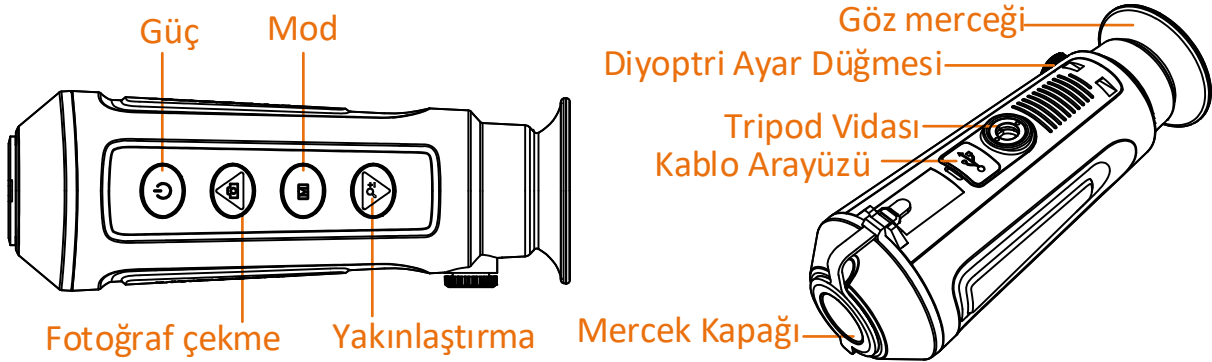 Güç
Mod
Fotoğraf çekme
Yakınlaştırma
Göz merceği
Diyoptri Ayar Düğmesi
Tripod Vidası
Kablo Arayüzü
Mercek Kapağı
M